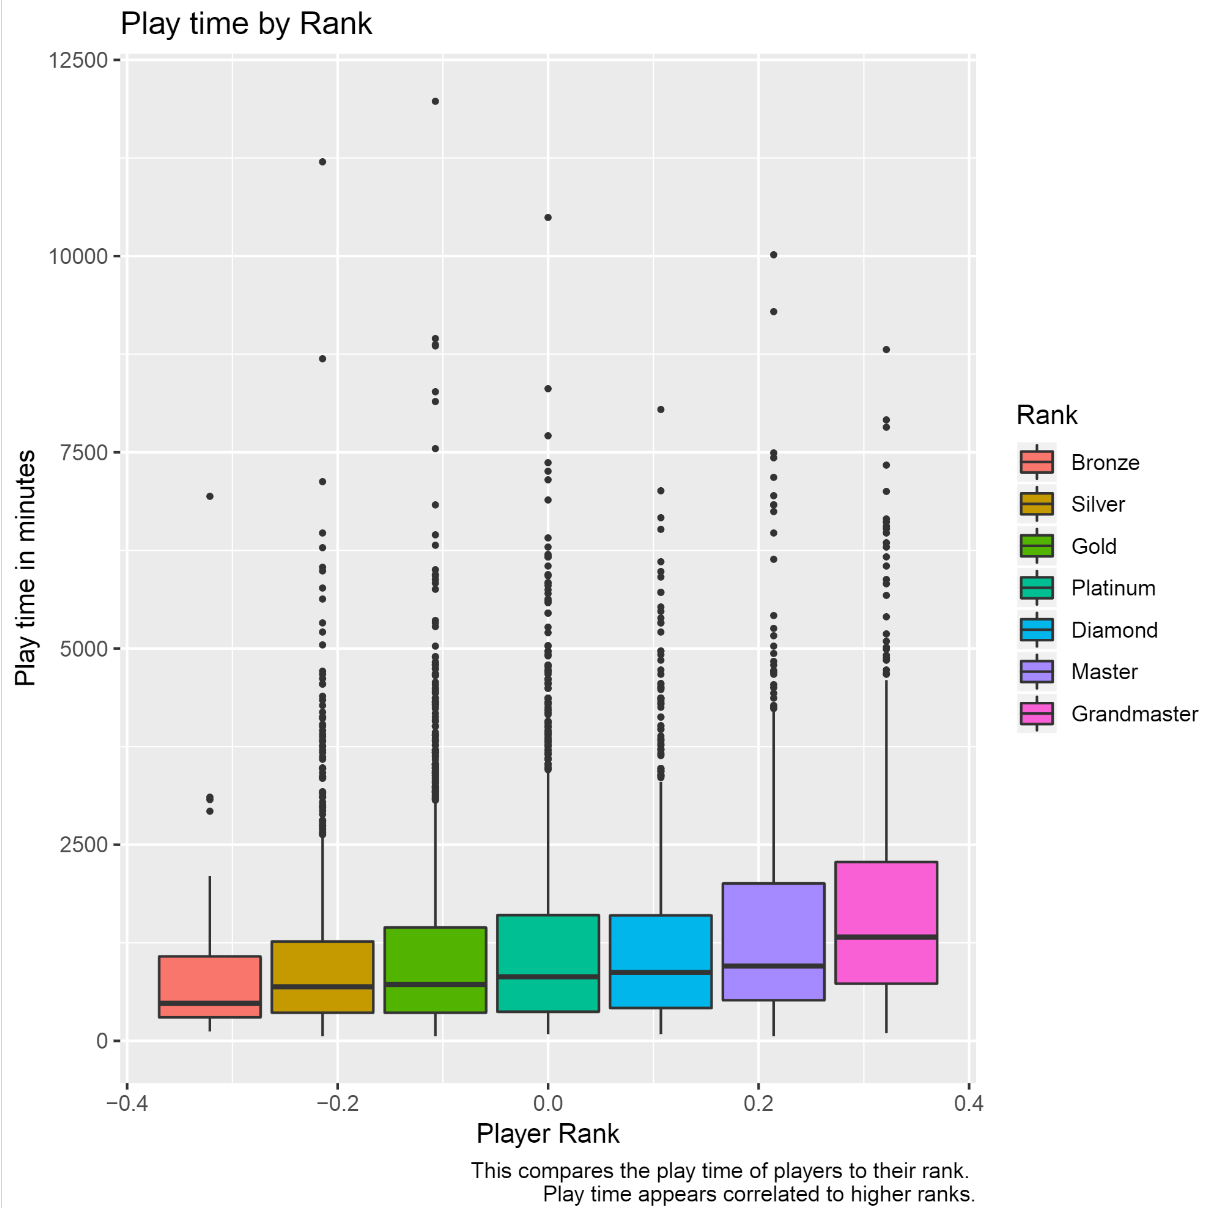 Play time by Rank
12500
10000
7500
5000
2500
0
Play time in minutes
−0.4
−0.2
0.0
0.2
0.4
Player Rank
Rank
Bronze
Silver
Gold
Platinum
Diamond
Master
Grandmaster
This compares the play time of players to their rank.
Play time appears correlated to higher ranks.